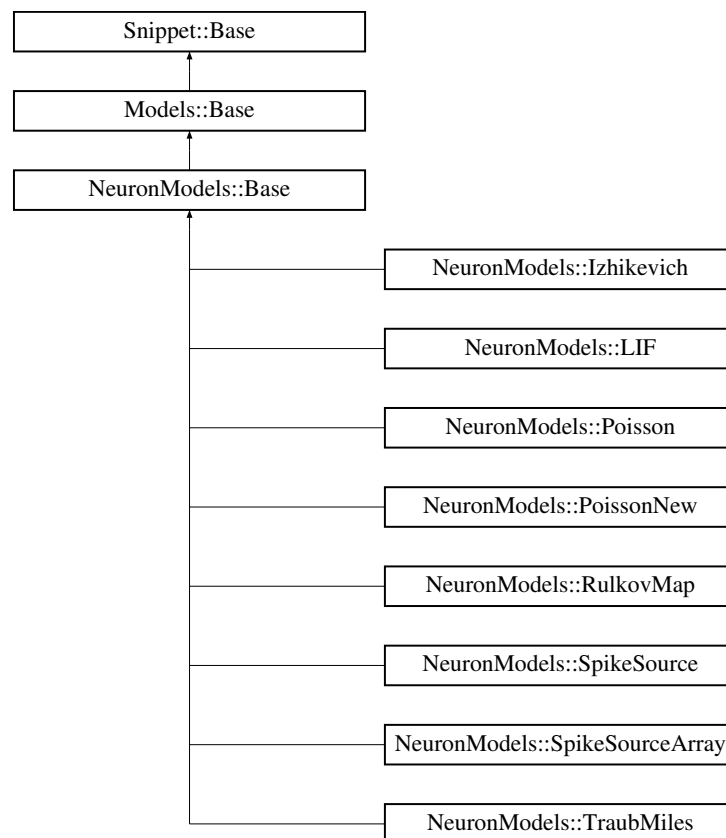 Snippet::Base
Models::Base
NeuronModels::Base
NeuronModels::Izhikevich
NeuronModels::LIF
NeuronModels::Poisson
NeuronModels::PoissonNew
NeuronModels::RulkovMap
NeuronModels::SpikeSource
NeuronModels::SpikeSourceArray
NeuronModels::TraubMiles